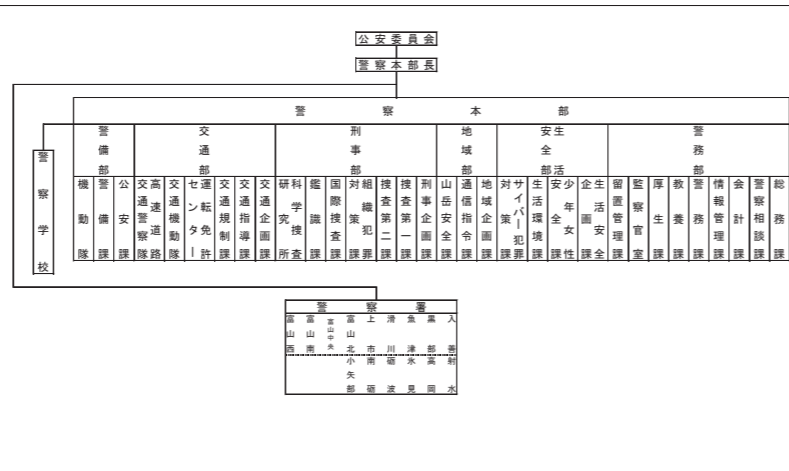 公安委員会
警察本部長
警察本部
警務部
生活安全部
地域部
刑事部
交通部
警備部
警察学校
総務課
警察相談課
会計課
情報管理課
警務課
教養課
厚生課
監察官室
留置管理課
生活安全企画課
少年女性安全課
生活環境課
サイバー犯罪対策課
地域企画課
通信指令課
山岳安全課
刑事企画課
捜査第一課
捜査第二課
組織犯罪対策課
国際捜査課
鑑識課
科学捜査研究所
交通企画課
交通指導課
交通規制課
運転免許センター
交通機動隊
高速道路交通警察隊
公安課
警備課
機動隊
警察署
入善
黒部
魚津
滑川
上市
富山北
富山中央
富山南
富山西
射水
高岡
氷見
砺波
南砺
小矢部